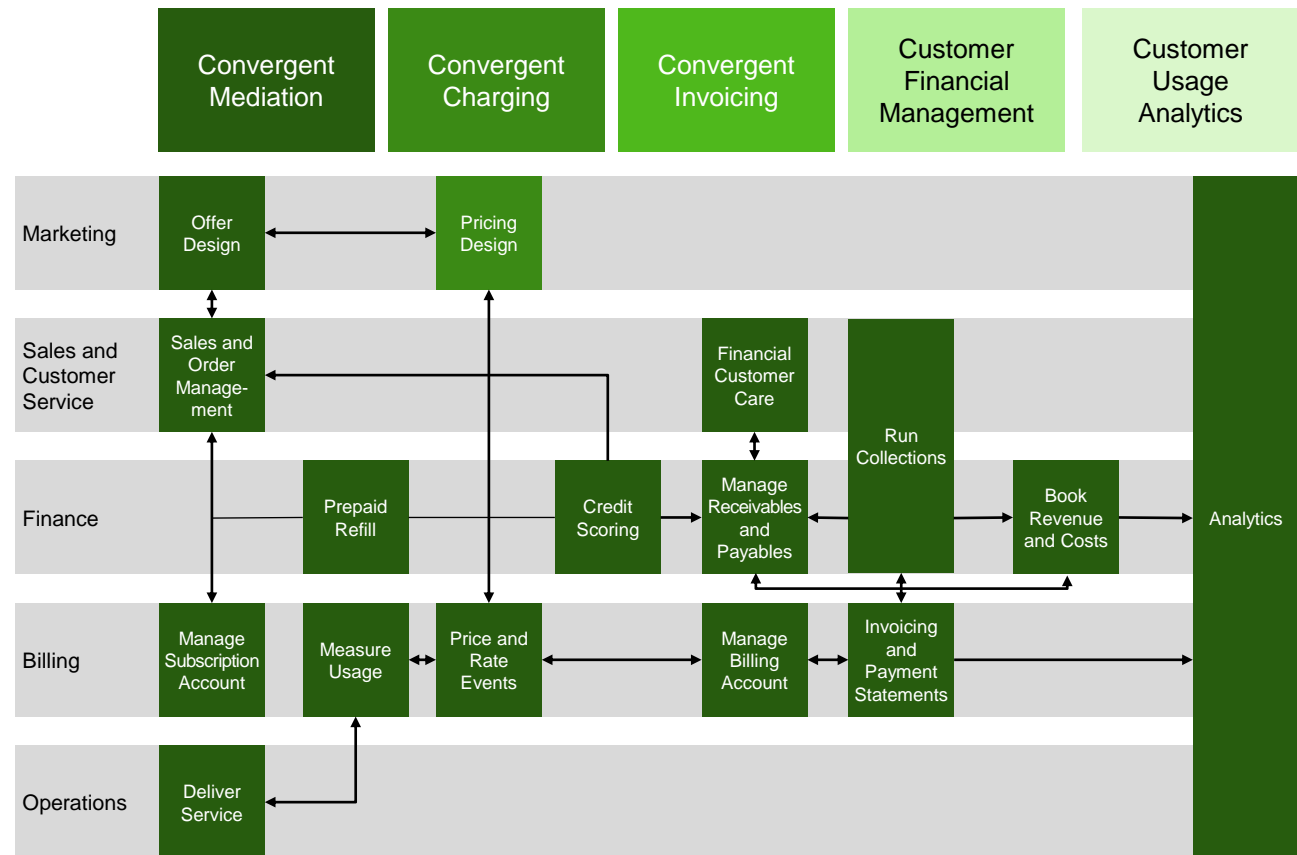 Convergent
Mediation
Convergent
Charging
Convergent
Invoicing
Customer
Financial
Management
Customer
Usage
Analytics
Marketing
Offer
Design
Pricing
Design
Sales and
Customer
Service
Sales and
Order
Manage-
ment
Financial
Customer
Care
Run
Collections
Finance
Prepaid
Refill
Credit
Scoring
Manage
Receivables
and
Payables
Book
Revenue
and Costs
Analytics
Billing
Manage
Subscription
Account
Measure
Usage
Price and
Rate
Events
Manage
Billing
Account
Invoicing
and
Payment
Statements
Operations
Deliver
Service